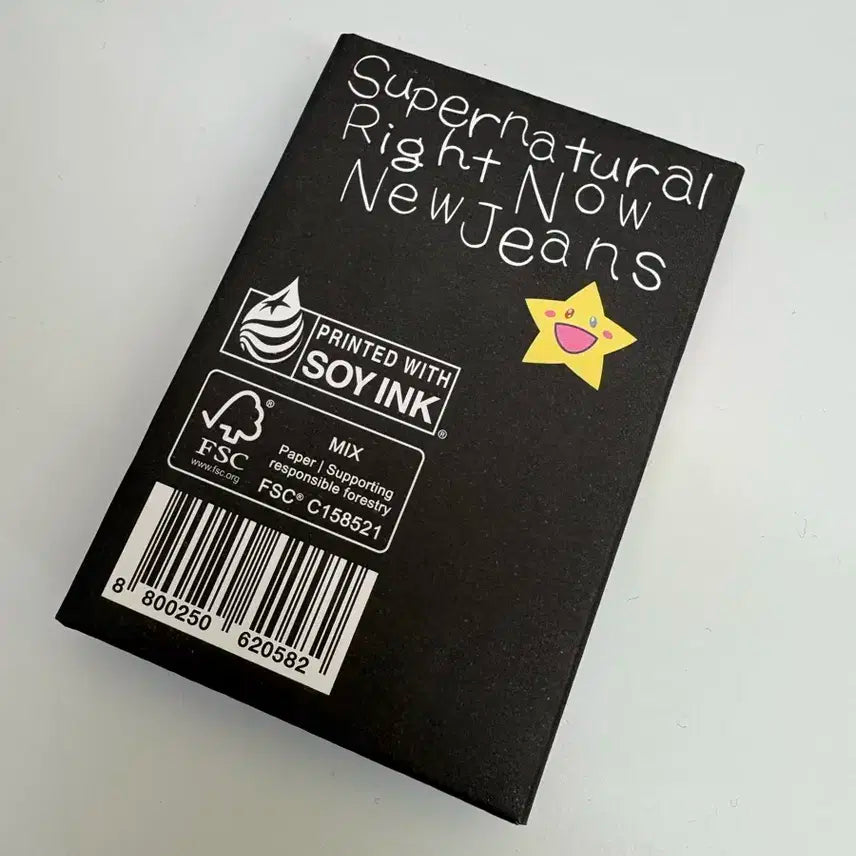 Supernatural
Right Now
NewJeans
PRINTED WITH
SOY INK
®
®
FSC
www.fsc.org
MIX
Paper | Supporting
responsible forestry
FSC® C158521
8 800250 620582